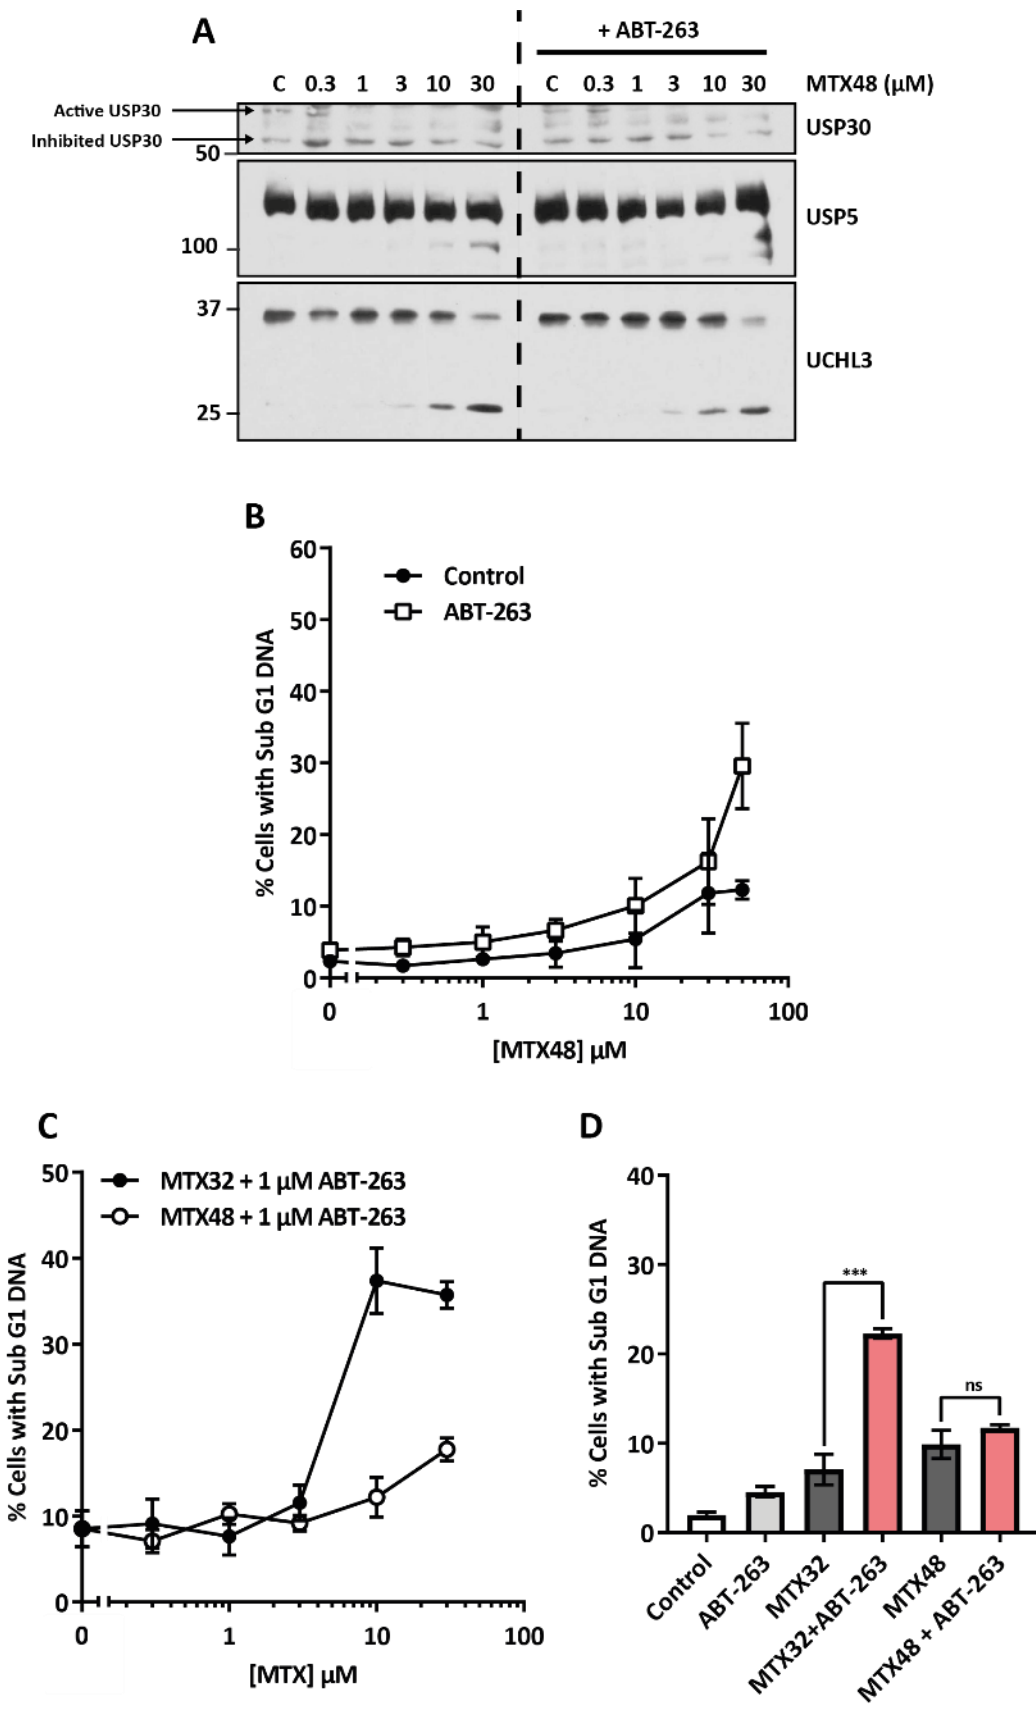 A
+ ABT-263
C 0.3 1 3 10 30 C 0.3 1 3 10 30 MTX48 (µM)
Active USP30
Inhibited USP30
USP30
50
USP5
100
37
UCHL3
25
B
60
50
40
30
20
10
0
% Cells with Sub G1 DNA
Control
ABT-263
0 1 10 100
[MTX48] µM
C
50
40
30
20
10
0
% Cells with Sub G1 DNA
MTX32 + 1 µM ABT-263
MTX48 + 1 µM ABT-263
0 1 10 100
[MTX] µM
D
40
30
20
10
0
% Cells with Sub G1 DNA
***
ns
Control
ABT-263
MTX32
MTX32+ABT-263
MTX48
MTX48 + ABT-263